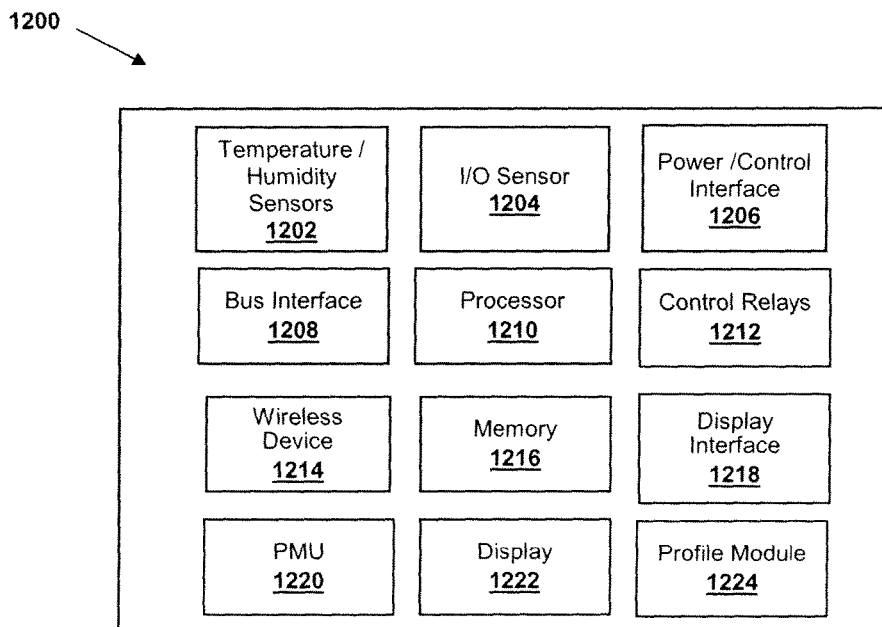 1200
Temperature /
Humidity
Sensors
1202
I/O Sensor
1204
Power /Control
Interface
1206
Bus Interface
1208
Processor
1210
Control Relays
1212
Wireless
Device
1214
Memory
1216
Display
Interface
1218
PMU
1220
Display
1222
Profile Module
1224